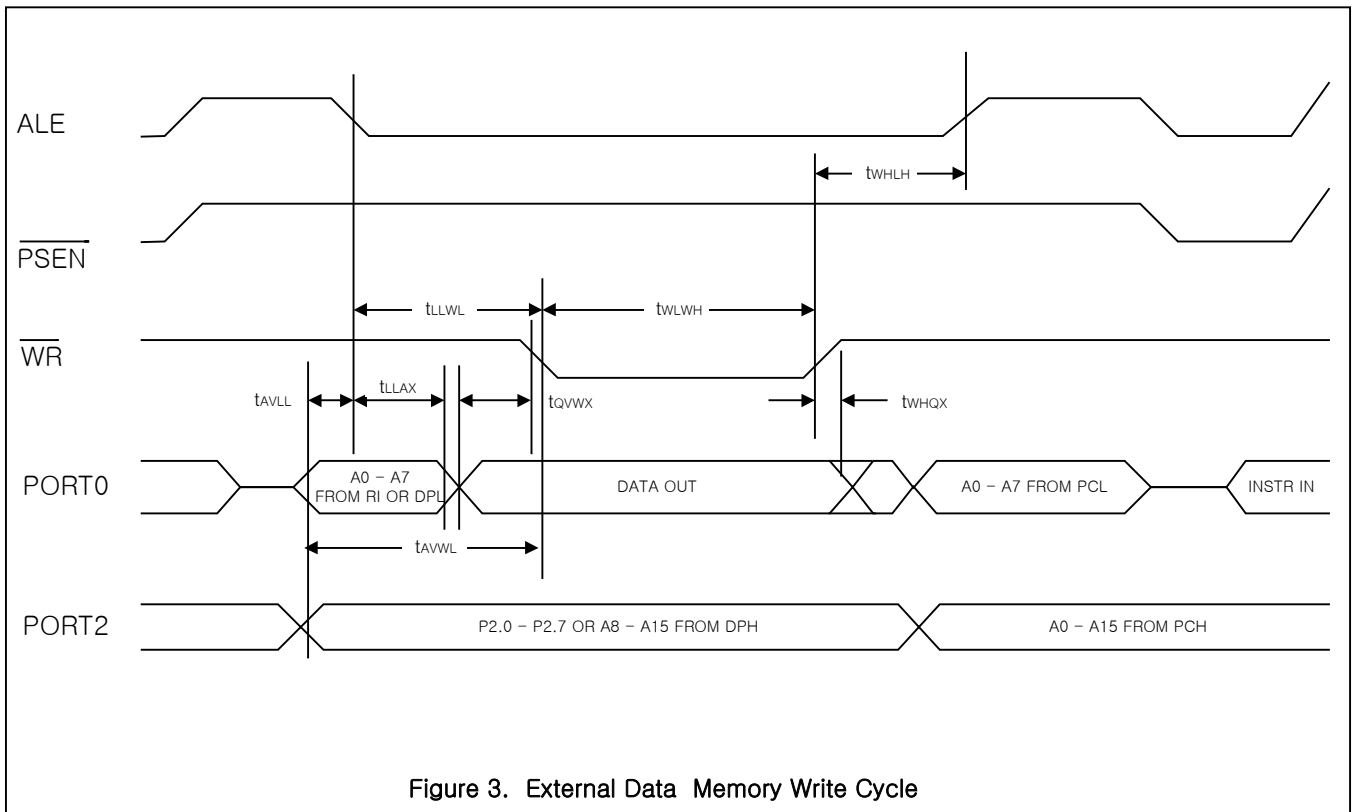 ALE
tWHLH
PSEN
tLLWL
tWLWH
WR
tAVLL
tLLAX
tQVWX
tWHQX
PORT0
A0 - A7
FROM RI OR DPL
DATA OUT
A0 - A7 FROM PCL
INSTR IN
tAVWL
PORT2
P2.0 - P2.7 OR A8 - A15 FROM DPH
A0 - A15 FROM PCH
Figure 3. External Data Memory Write Cycle